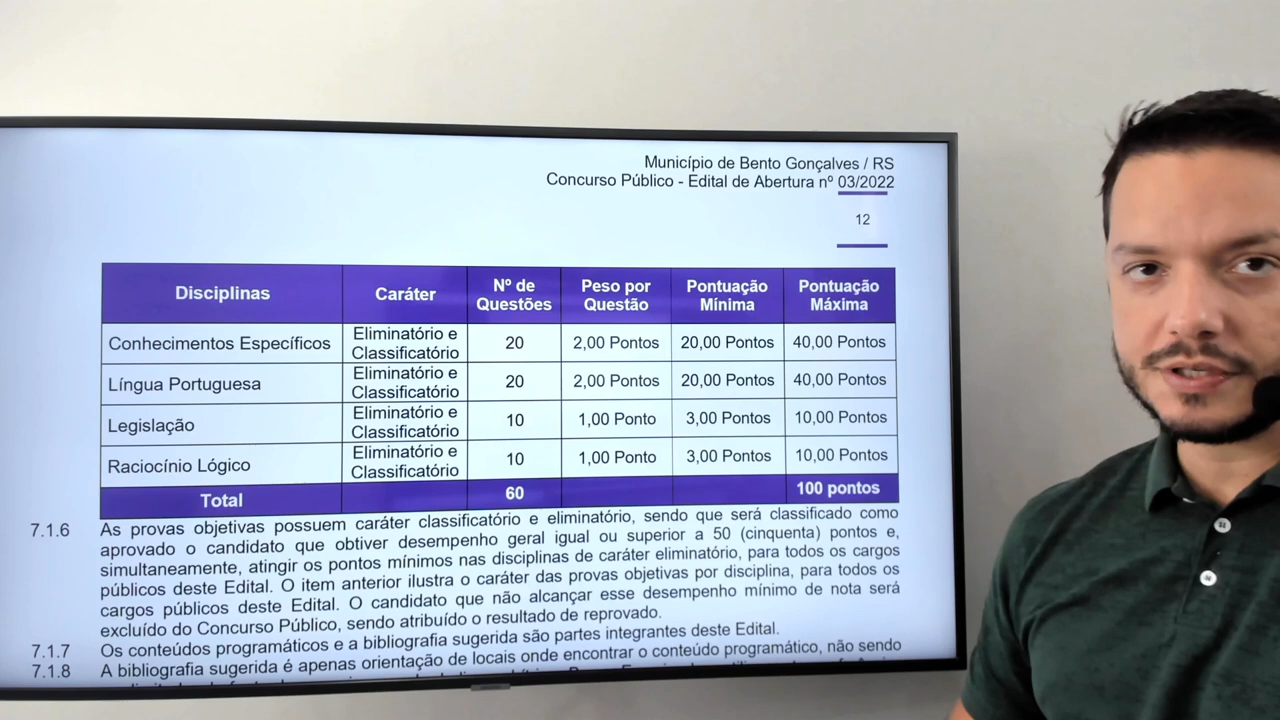 Município de Bento Gonçalves / RS
Concurso Público - Edital de Abertura nº 03/2022
12
Disciplinas Caráter Nº de Questões Peso por Questão Pontuação Mínima Pontuação Máxima
Conhecimentos Específicos Eliminatório e Classificatório 20 2,00 Pontos 20,00 Pontos 40,00 Pontos
Língua Portuguesa Eliminatório e Classificatório 20 2,00 Pontos 20,00 Pontos 40,00 Pontos
Legislação Eliminatório e Classificatório 10 1,00 Ponto 3,00 Pontos 10,00 Pontos
Raciocínio Lógico Eliminatório e Classificatório 10 1,00 Ponto 3,00 Pontos 10,00 Pontos
Total 60 100 pontos
7.1.6 As provas objetivas possuem caráter classificatório e eliminatório, sendo que será classificado como
aprovado o candidato que obtiver desempenho geral igual ou superior a 50 (cinquenta) pontos e,
simultaneamente, atingir os pontos mínimos nas disciplinas de caráter eliminatório, para todos os cargos
públicos deste Edital. O item anterior ilustra o caráter das provas objetivas por disciplina, para todos os
cargos públicos deste Edital. O candidato que não alcançar esse desempenho mínimo de nota será
excluído do Concurso Público, sendo atribuído o resultado de reprovado.
7.1.7 Os conteúdos programáticos e a bibliografia sugerida são partes integrantes deste Edital.
7.1.8 A bibliografia sugerida é apenas orientação de locais onde encontrar o conteúdo programático, não sendo